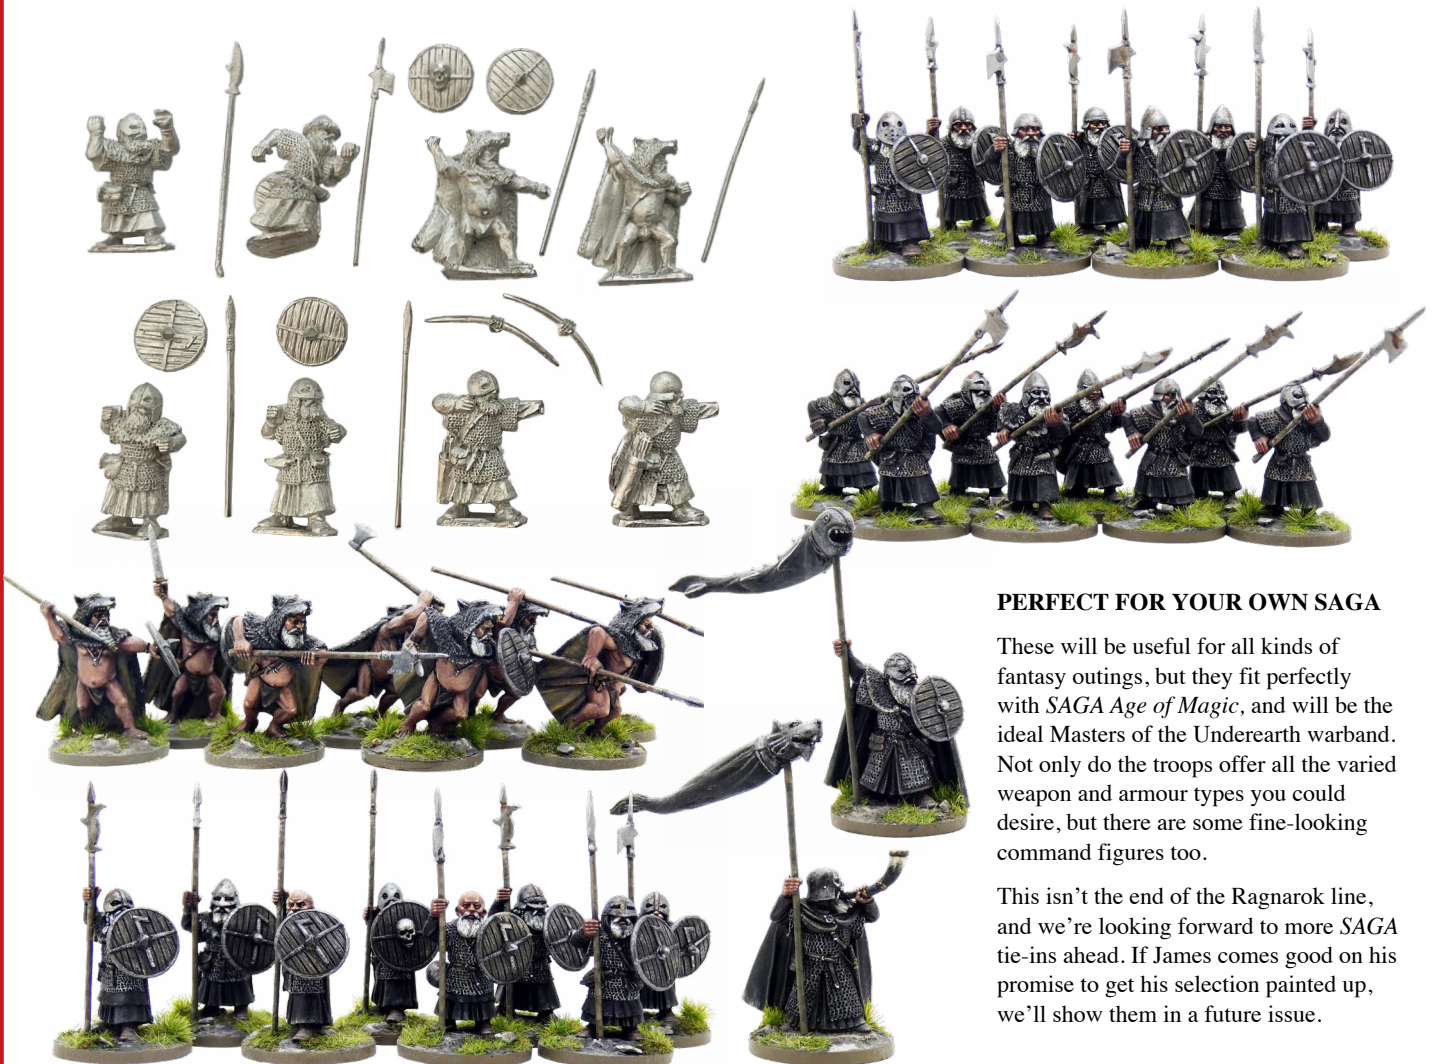 PERFECT FOR YOUR OWN SAGA
These will be useful for all kinds of
fantasy outings, but they fit perfectly
with SAGA Age of Magic, and will be the
ideal Masters of the Underearth warband.
Not only do the troops offer all the varied
weapon and armour types you could
desire, but there are some fine-looking
command figures too.
This isn’t the end of the Ragnarok line,
and we’re looking forward to more SAGA
tie-ins ahead. If James comes good on his
promise to get his selection painted up,
we’ll show them in a future issue.